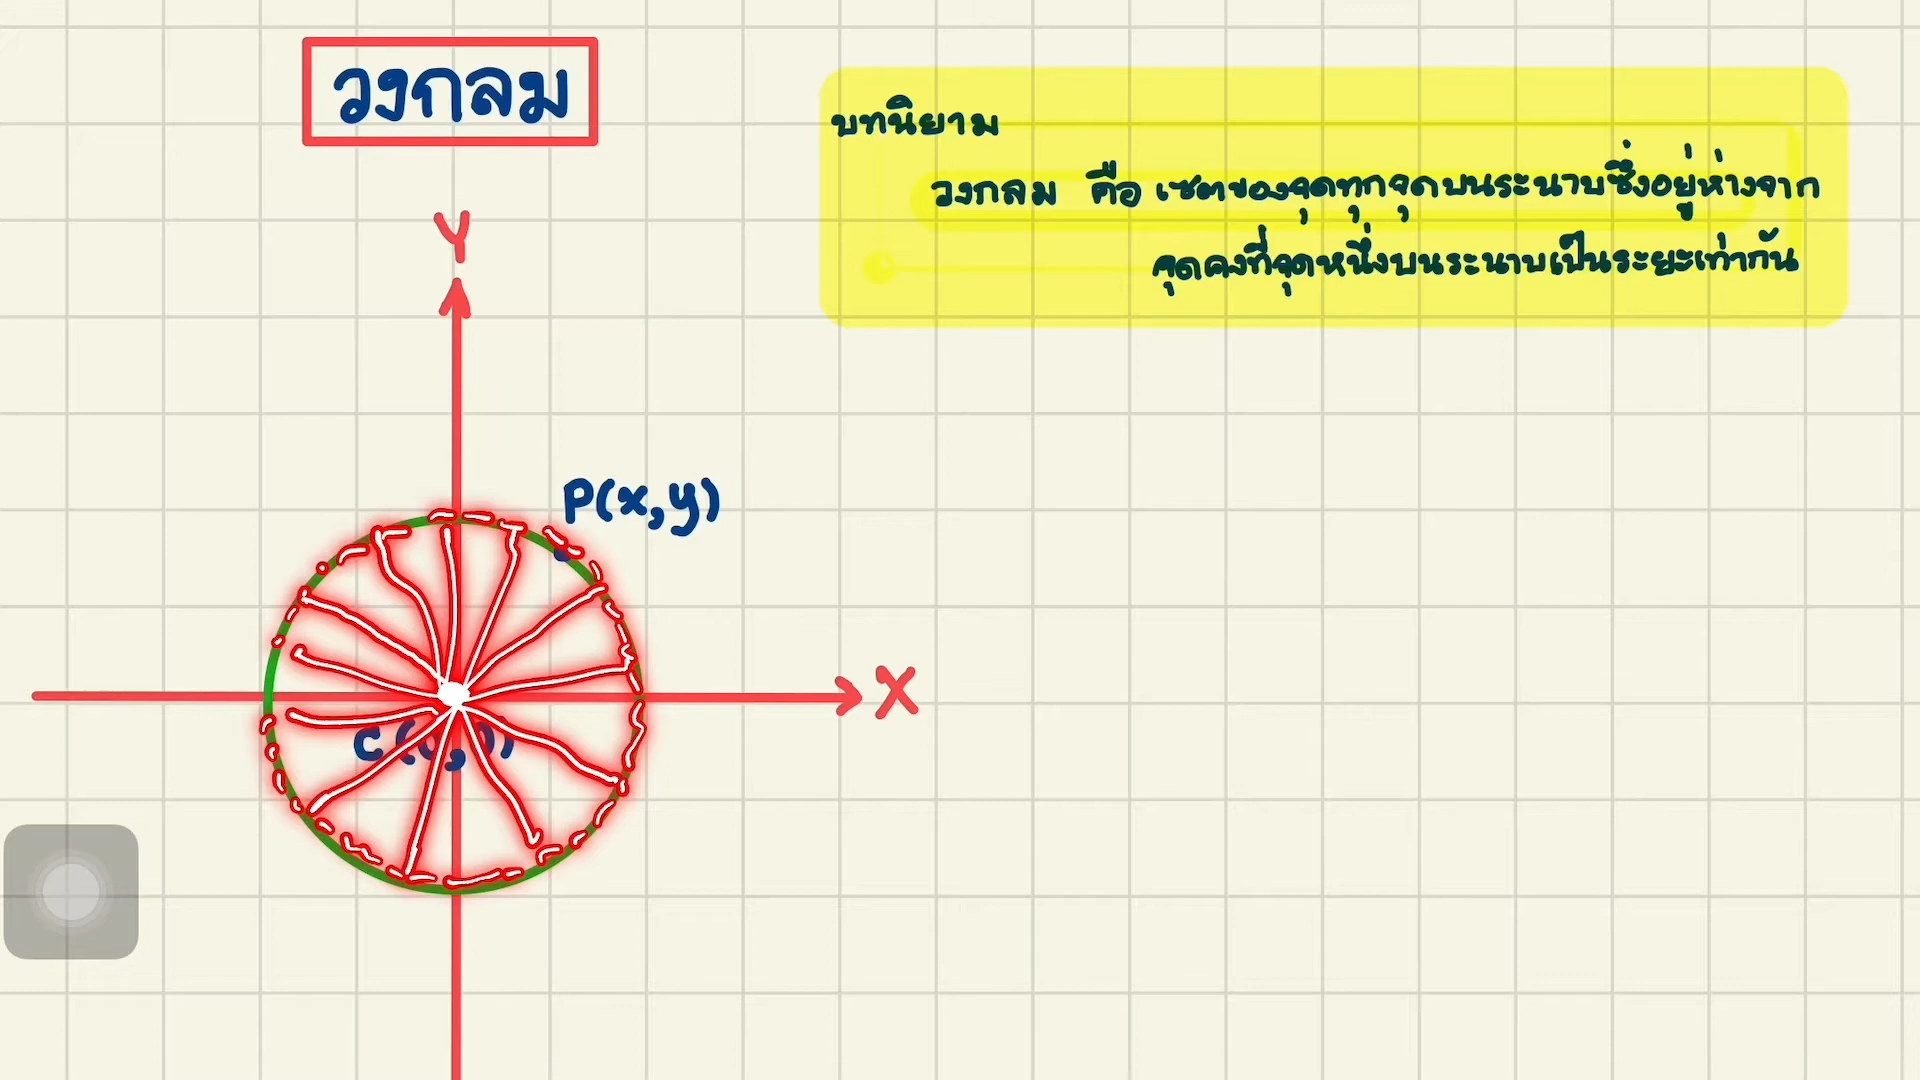 วงกลม
บทนิยาม
วงกลม คือ เซตของจุดทุกจุดบนระนาบซึ่งอยู่ห่างจาก
จุดคงที่จุดหนึ่งบนระนาบเป็นระยะเท่ากัน
Y
P(x,y)
X
C(0,0)